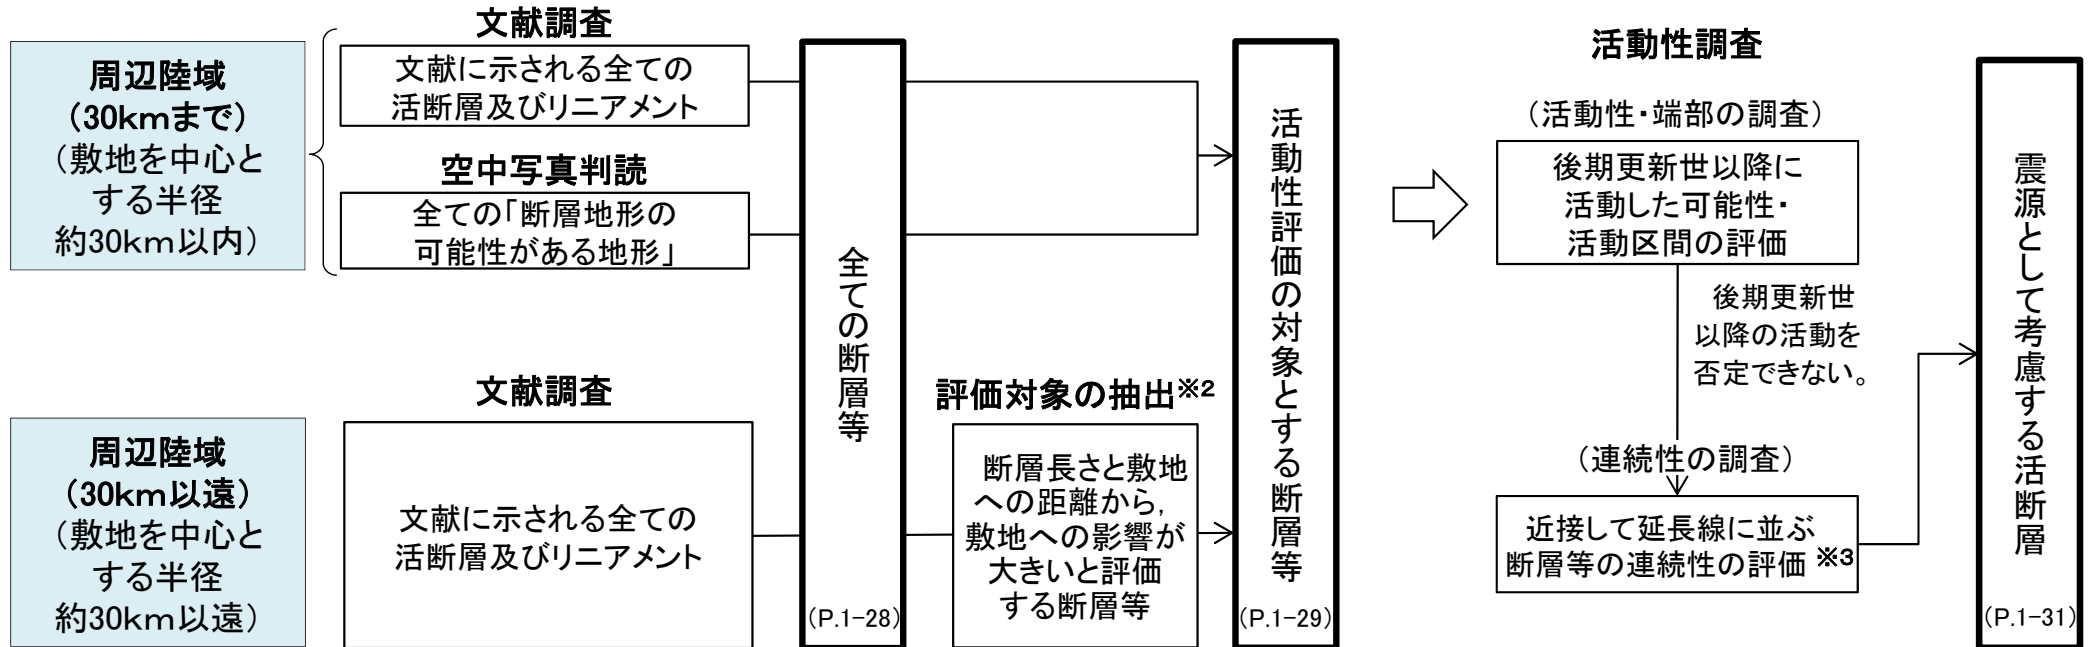 周辺陸域
（30kmまで）
（敷地を中心と
する半径
約30km以内）
文献調査
文献に示される全ての
活断層及びリニアメント
空中写真判読
全ての「断層地形の
可能性がある地形」
周辺陸域
（30km以遠）
（敷地を中心と
する半径
約30km以遠）
文献調査
文献に示される全ての
活断層及びリニアメント
全ての断層等
（P.1-28）
評価対象の抽出※2
断層長さと敷地
への距離から，
敷地への影響が
大きいと評価
する断層等
活動性評価の対象とする断層等
（P.1-29）
活動性調査
（活動性・端部の調査）
後期更新世以降に
活動した可能性・
活動区間の評価
後期更新世
以降の活動を
否定できない。
（連続性の調査）
近接して延長線に並ぶ
断層等の連続性の評価 ※3
震源として考慮する活断層
（P.1-31）